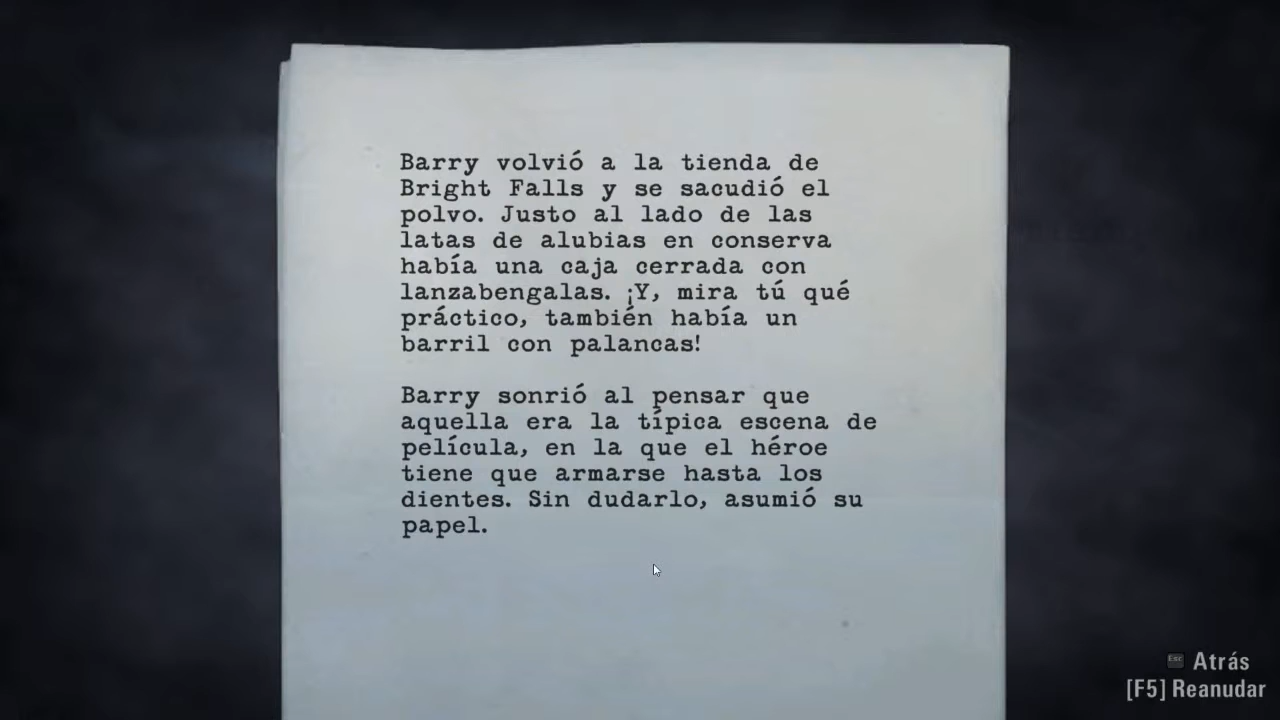 Barry volvió a la tienda de
Bright Falls y se sacudió el
polvo. Justo al lado de las
latas de alubias en conserva
había una caja cerrada con
lanzabengalas. ¡Y, mira tú qué
práctico, también había un
barril con palancas!
Barry sonrió al pensar que
aquella era la típica escena de
película, en la que el héroe
tiene que armarse hasta los
dientes. Sin dudarlo, asumió su
papel.
Esc Atrás
[F5] Reanudar